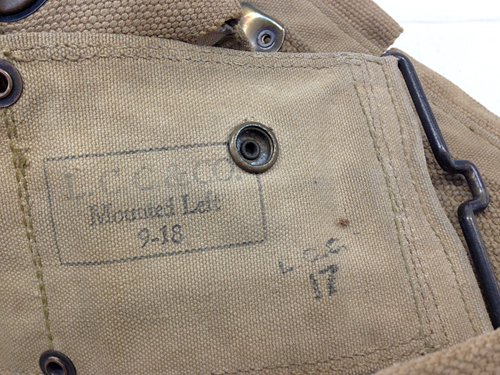 L. C. C. & CO.
Mounted Left
9-18
L. C. C.
17